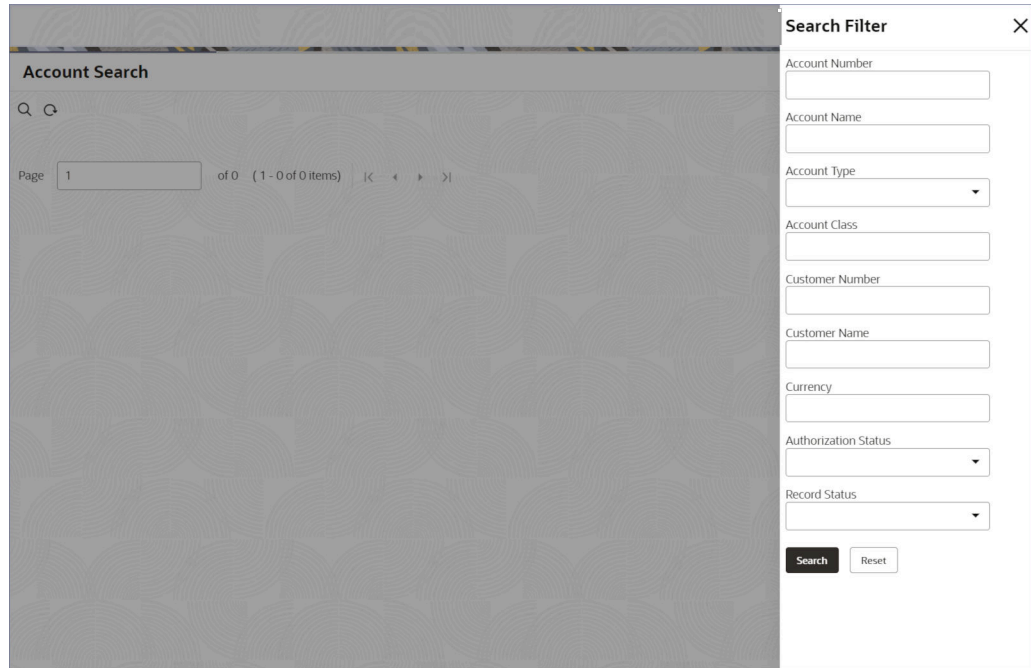 Search Filter
Account Search
Account Number
Account Name
Page 1 of 0 ( 1 - 0 of 0 items)
Account Type
Account Class
Customer Number
Customer Name
Currency
Authorization Status
Record Status
Search Reset